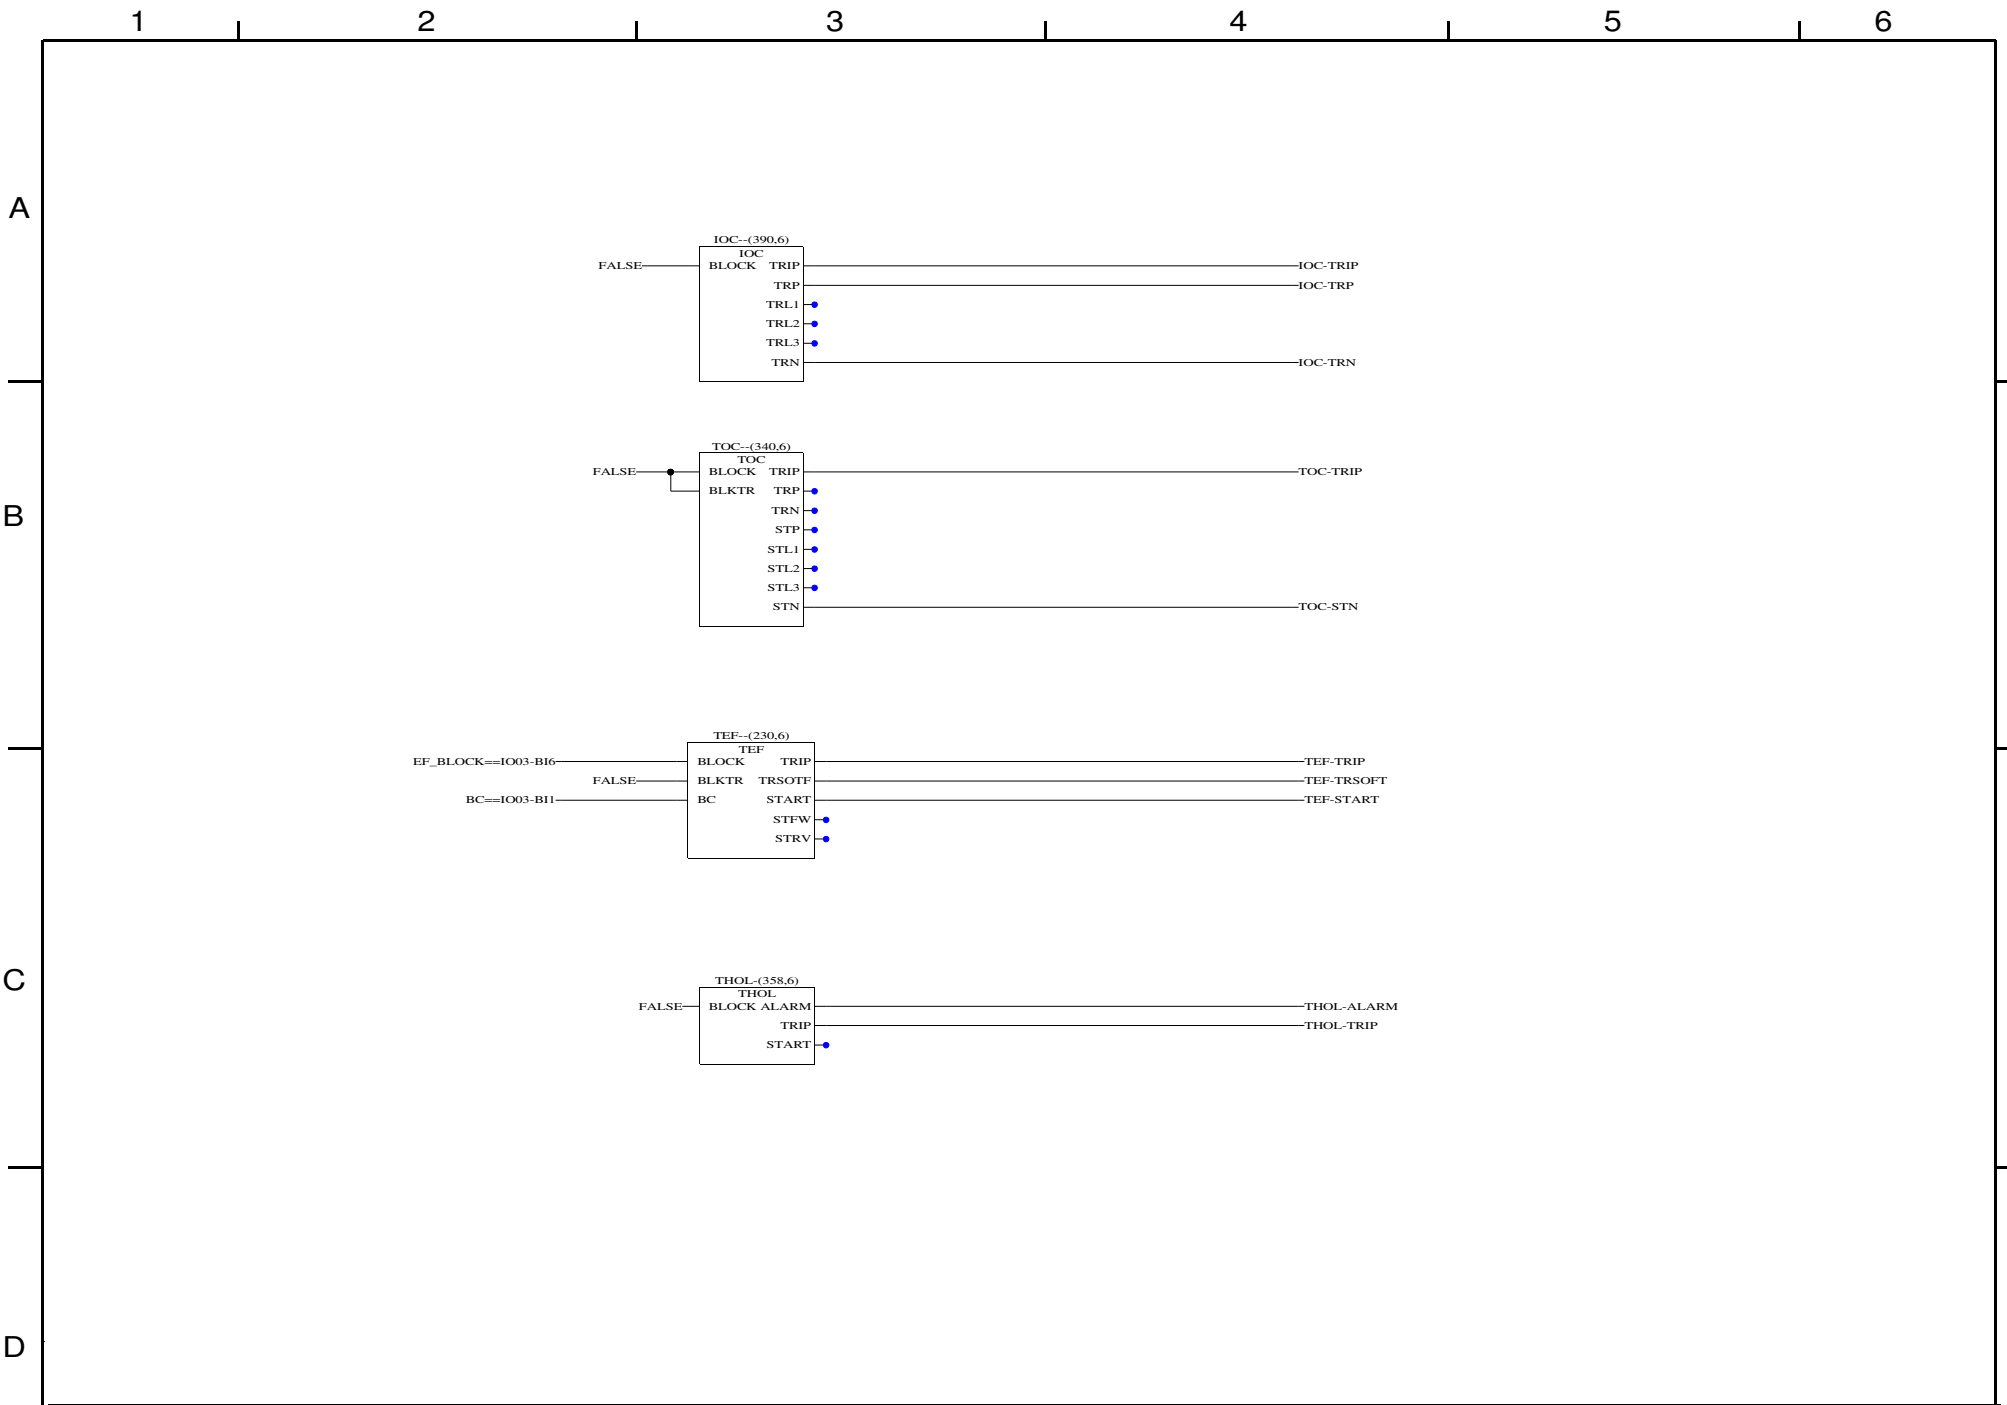 1 2 3 4 5 6
A
IOC--(390,6)
IOC
FALSE BLOCK TRIP IOC-TRIP
TRP IOC-TRP
TRL1
TRL2
TRL3
TRN IOC-TRN
TOC--(340,6)
TOC
FALSE BLOCK TRIP TOC-TRIP
BLKTR TRP
B
TRN
STP
STL1
STL2
STL3
STN TOC-STN
TEF--(230,6)
TEF
EF_BLOCK==IO03-BI6 BLOCK TRIP TEF-TRIP
FALSE BLKTR TRSOTF TEF-TRSOFT
BC==IO03-BI1 BC START TEF-START
STFW
STRV
C
THOL-(358,6)
THOL
FALSE BLOCK ALARM THOL-ALARM
TRIP THOL-TRIP
START
D